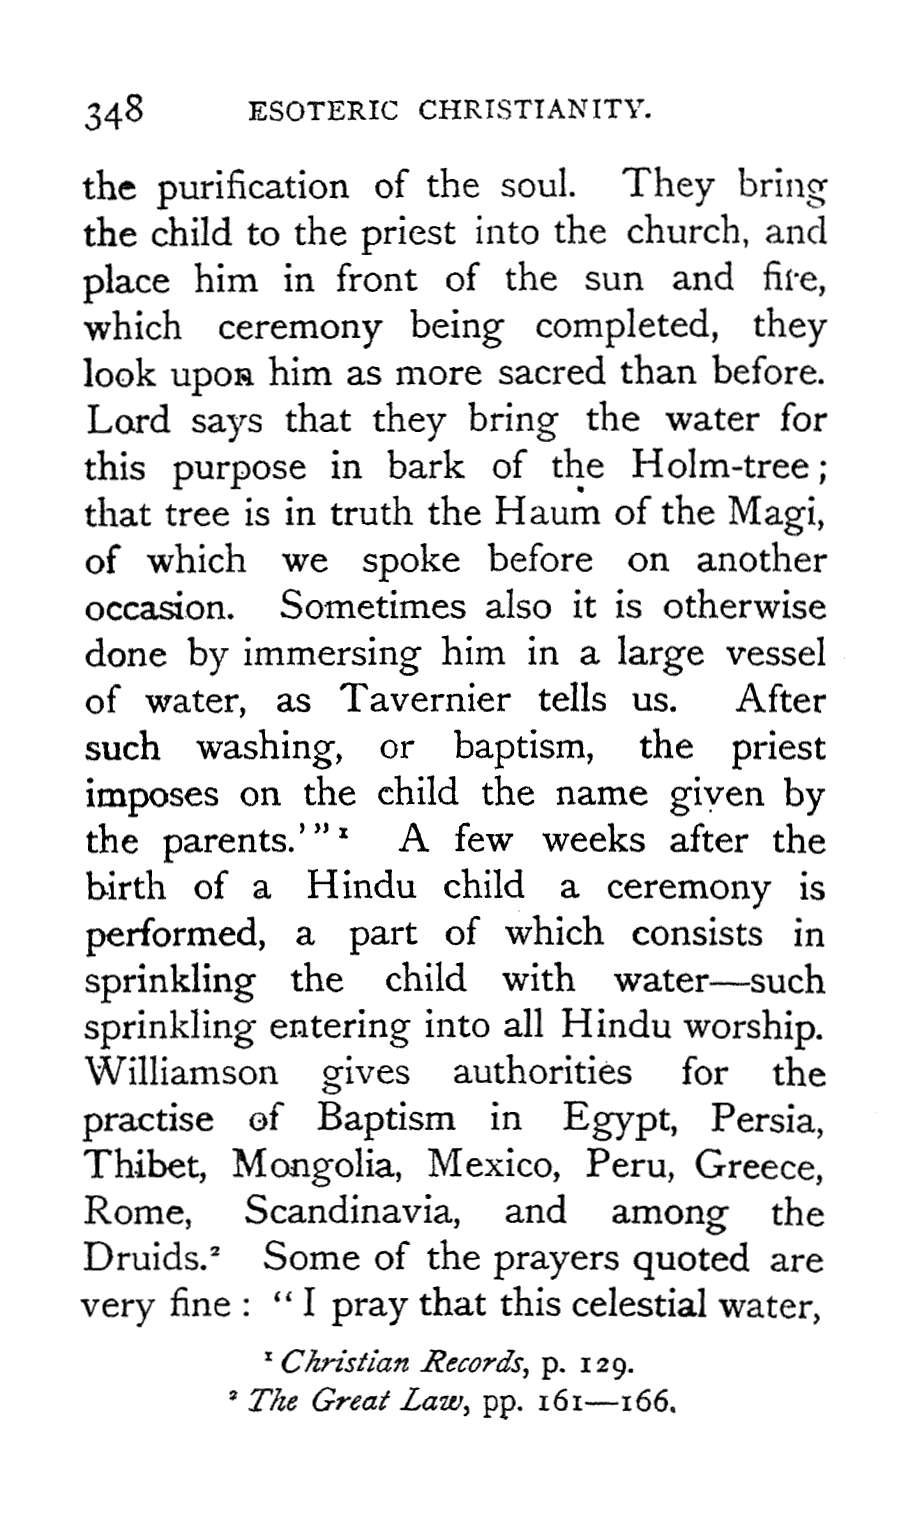 348 ESOTERIC CHRISTIANITY.
the purification of the soul. They bring
the child to the priest into the church, and
place him in front of the sun and fire,
which ceremony being completed, they
look upon him as more sacred than before.
Lord says that they bring the water for
this purpose in bark of the Holm-tree;
that tree is in truth the Haum of the Magi,
of which we spoke before on another
occasion. Sometimes also it is otherwise
done by immersing him in a large vessel
of water, as Tavernier tells us. After
such washing, or baptism, the priest
imposes on the child the name given by
the parents.' " ¹ A few weeks after the
birth of a Hindu child a ceremony is
performed, a part of which consists in
sprinkling the child with water—such
sprinkling entering into all Hindu worship.
Williamson gives authorities for the
practise of Baptism in Egypt, Persia,
Thibet, Mongolia, Mexico, Peru, Greece,
Rome, Scandinavia, and among the
Druids.² Some of the prayers quoted are
very fine : “ I pray that this celestial water,
¹ Christian Records, p. 129.
² The Great Law, pp. 161—166.